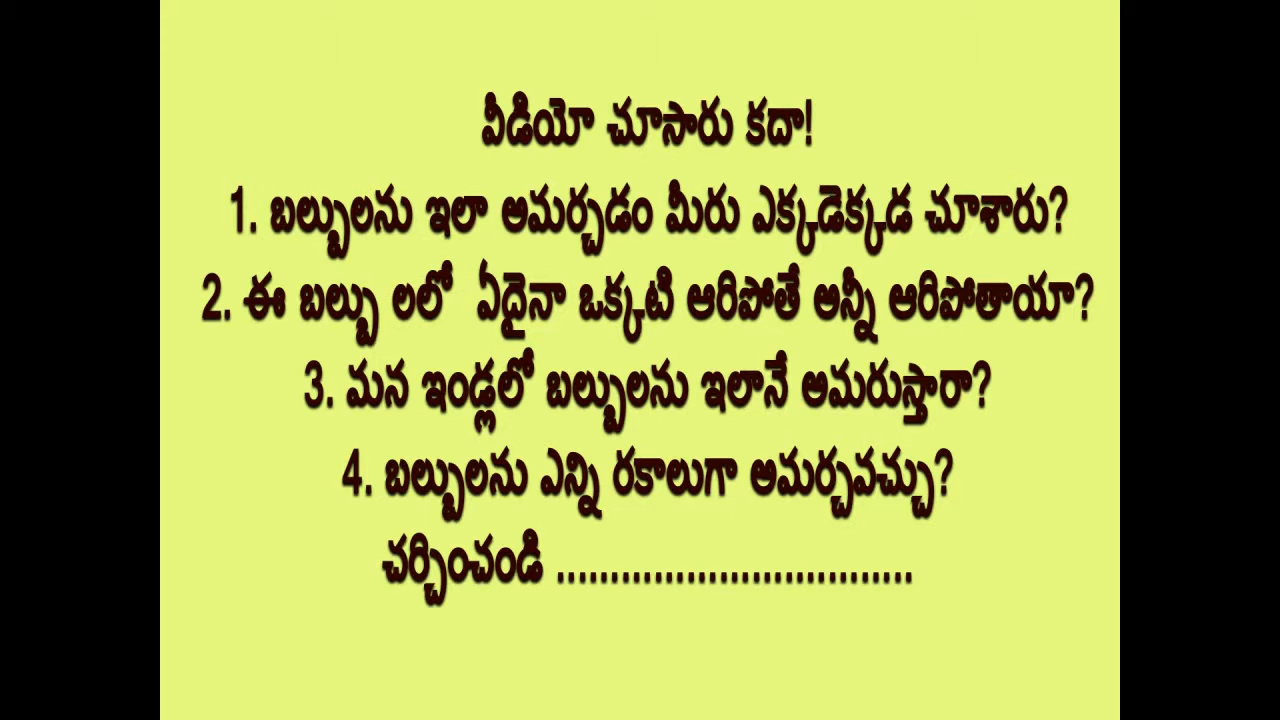 వీడియో చూసారు కదా!
1. బల్బులను ఇలా అమర్చడం మీరు ఎక్కడెక్కడ చూశారు?
2. ఈ బల్బు లలో ఏదైనా ఒక్కటి ఆరిపోతే అన్నీ ఆరిపోతాయా?
3. మన ఇండ్లలో బల్బులను ఇలానే అమరుస్తారా?
4. బల్బులను ఎన్ని రకాలుగా అమర్చవచ్చు?
చర్చించండి .................................